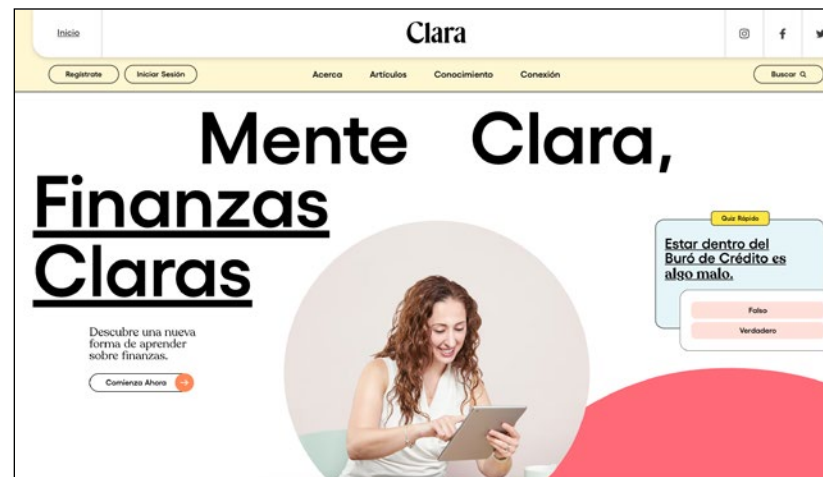 Inicio
Clara
Regístrate
Iniciar Sesión
Acerca
Artículos
Conocimiento
Conexión
Buscar
Mente Clara,
Finanzas
Claras
Descubre una nueva
forma de aprender
sobre finanzas.
Comienza Ahora
Quiz Rápido
Estar dentro del
Buró de Crédito es
algo malo.
Falso
Verdadero